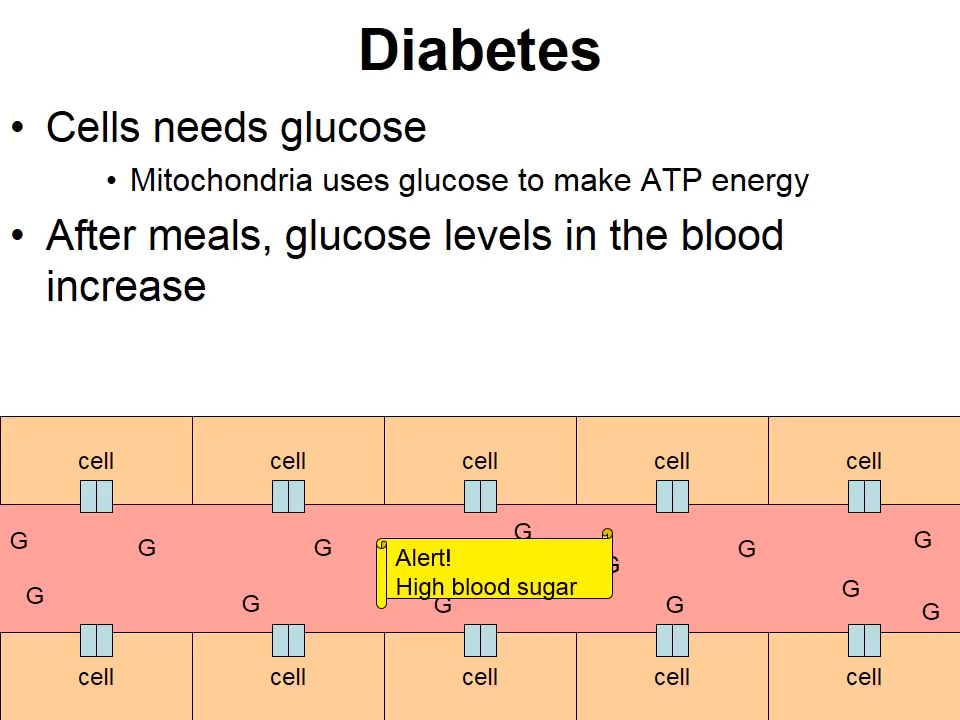 Diabetes
• Cells needs glucose
• Mitochondria uses glucose to make ATP energy
• After meals, glucose levels in the blood
increase
cell cell cell cell cell
G G G G G G G
Alert!
High blood sugar
G G G G G G
cell cell cell cell cell